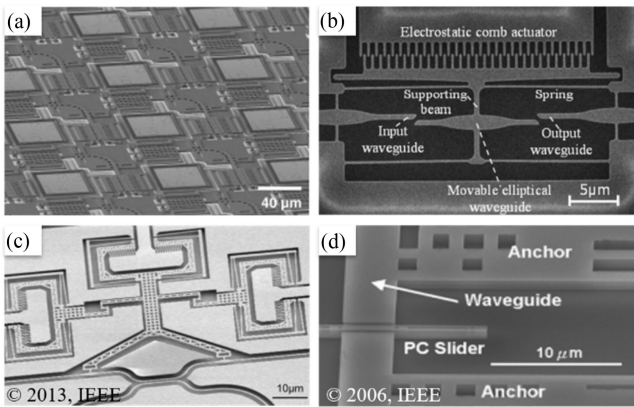 (a)
40 μm
(b)
Electrostatic comb actuator
Supporting
beam
Spring
Input
waveguide
Output
waveguide
Movable elliptical
waveguide
5μm
(c)
10μm
© 2013, IEEE
(d)
Anchor
Waveguide
PC Slider
10 μm
Anchor
© 2006, IEEE